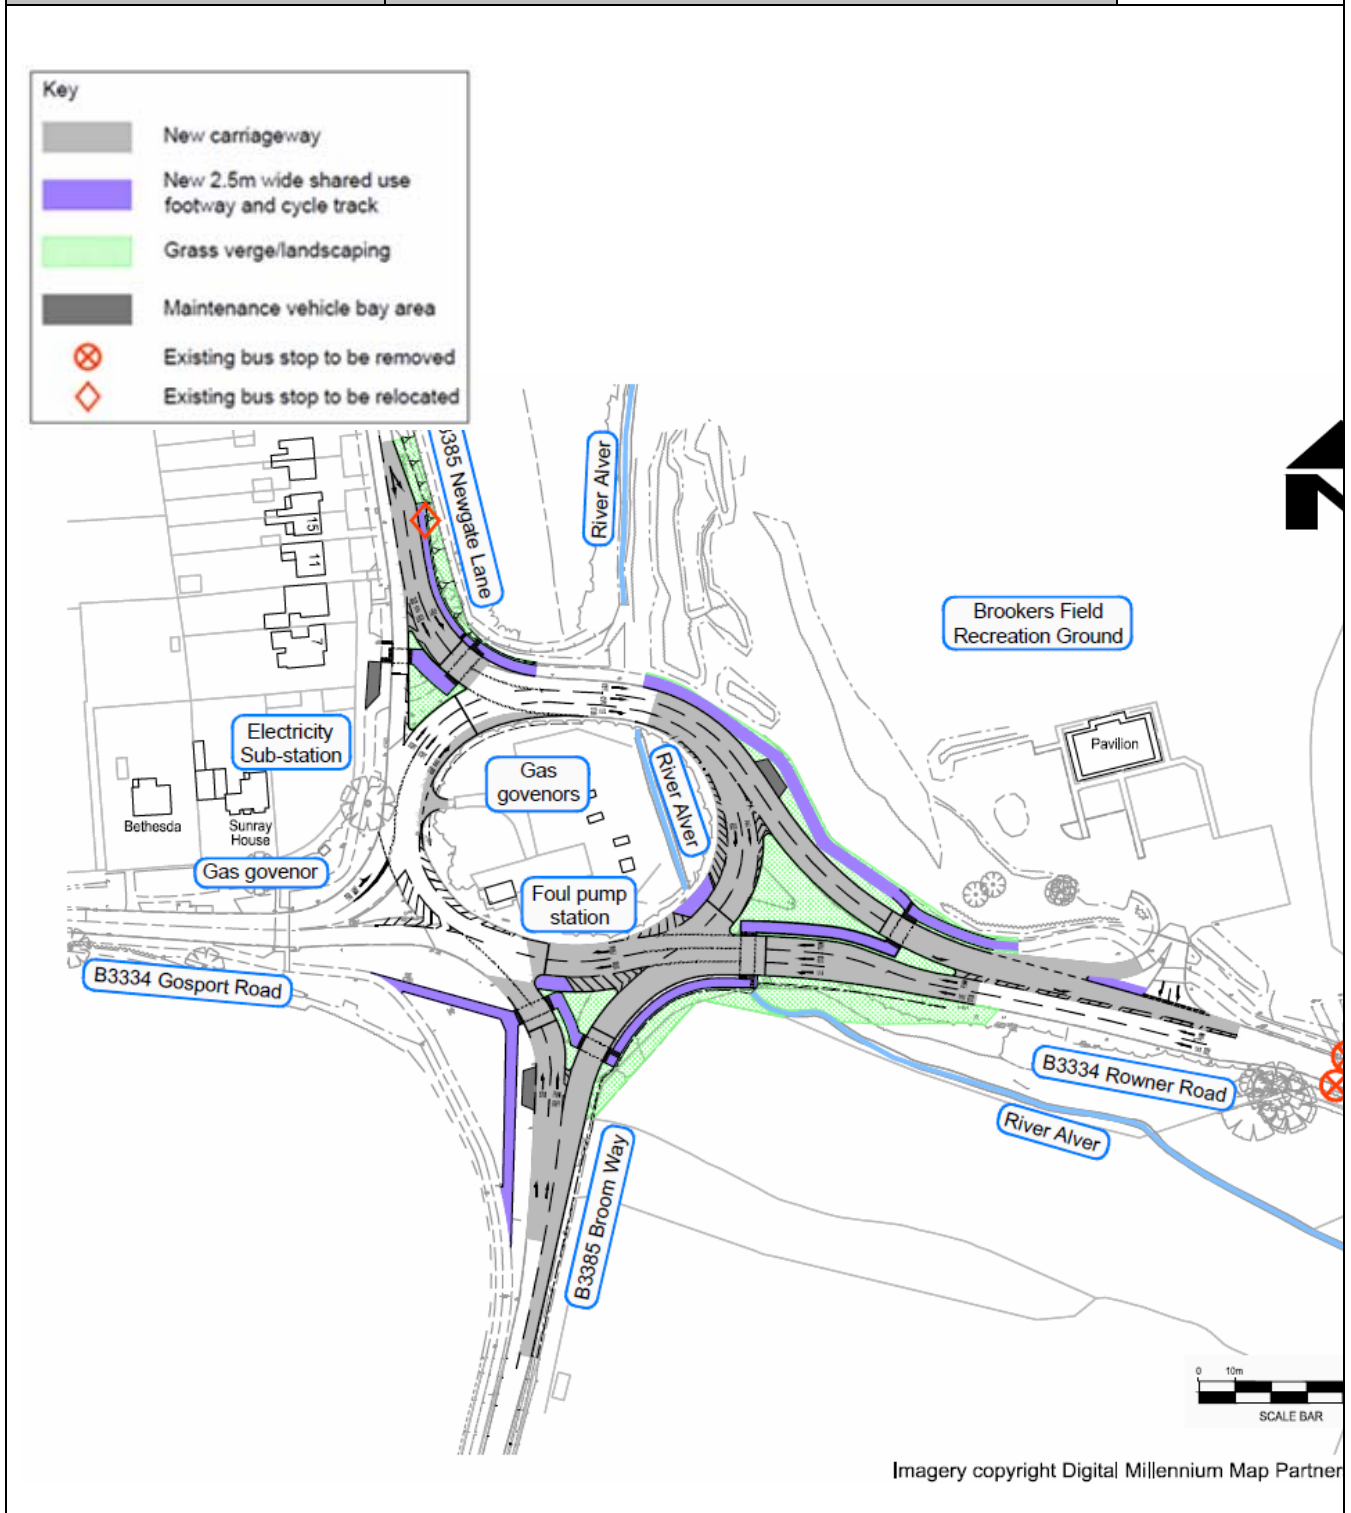 Key
New carriageway
New 2.5m wide shared use
footway and cycle track
Grass verge/landscaping
Maintenance vehicle bay area
Existing bus stop to be removed
Existing bus stop to be relocated
B385 Newgate Lane
River Alver
15
11
7
Brookers Field
Recreation Ground
Electricity
Sub-station
Pavilion
Gas
govenors
River Alver
Bethesda
Sunray
House
Gas govenor
Foul pump
station
B3334 Gosport Road
B3334 Rowner Road
River Alver
B3385 Broom Way
N
0 10m
SCALE BAR
Imagery copyright Digital Millennium Map Partner